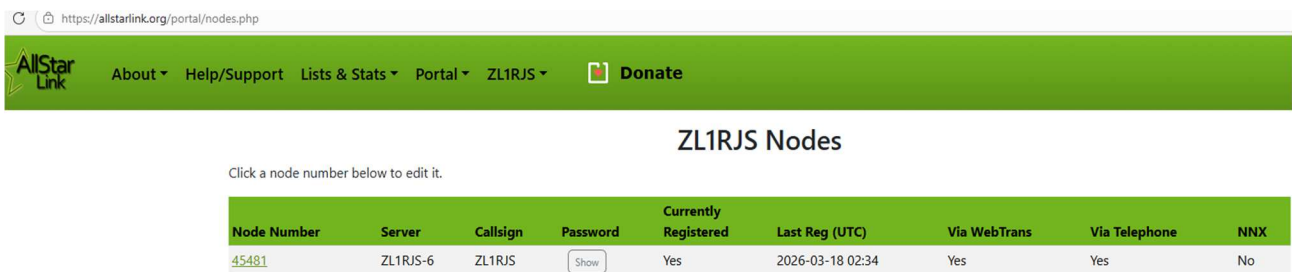 https://allstarlink.org/portal/nodes.php
AllStar Link About Help/Support Lists & Stats Portal ZL1RJS Donate
ZL1RJS Nodes
Click a node number below to edit it.
Node Number Server Callsign Password Currently Registered Last Reg (UTC) Via WebTrans Via Telephone NNX
45481 ZL1RJS-6 ZL1RJS Show Yes 2026-03-18 02:34 Yes Yes No